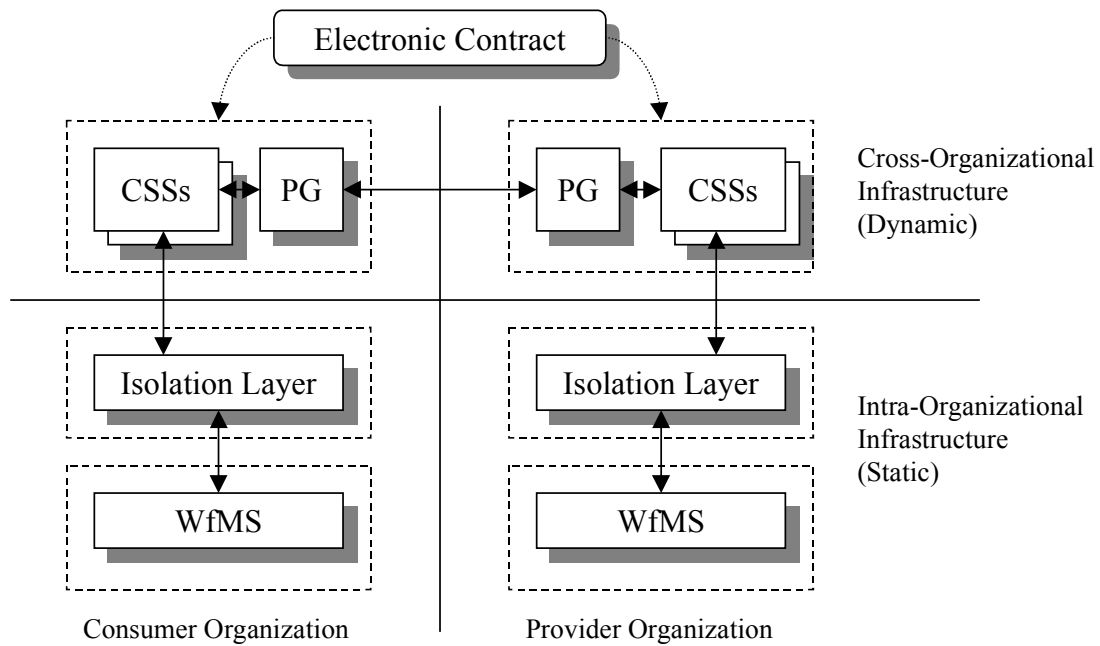 Electronic Contract
CSSs
PG
PG
CSSs
Cross-Organizational
Infrastructure
(Dynamic)
Isolation Layer
Isolation Layer
Intra-Organizational
Infrastructure
(Static)
WfMS
WfMS
Consumer Organization
Provider Organization